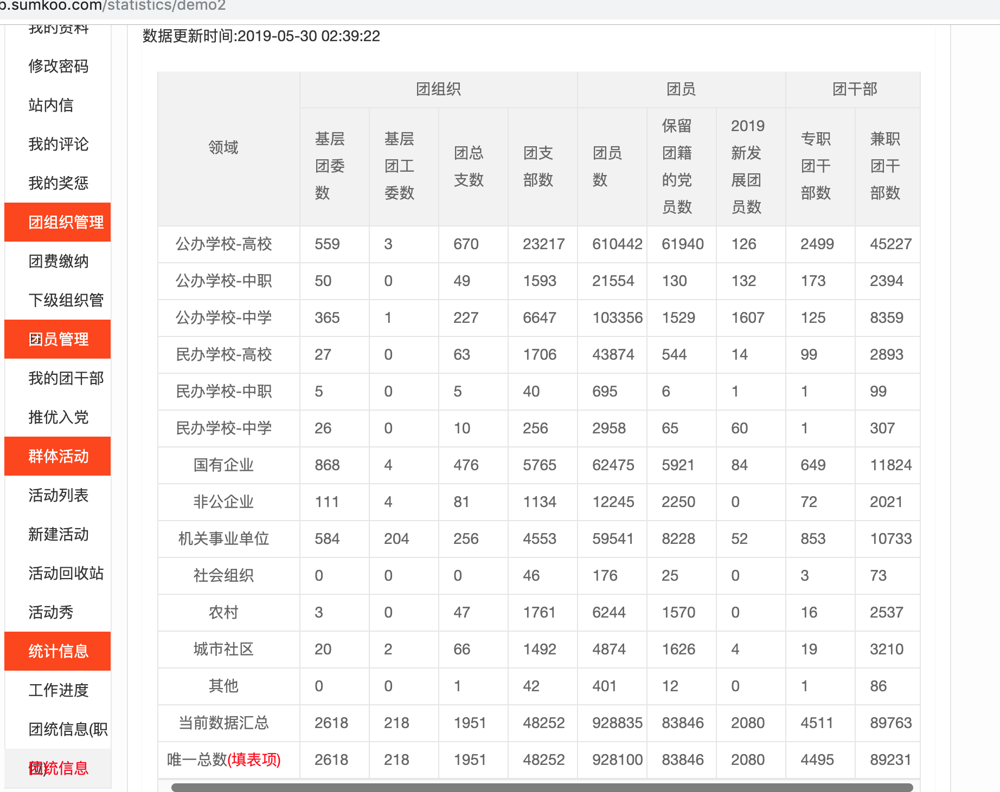 b.sumkoo.com/statistics/demo2
我的资料
修改密码
站内信
我的评论
我的奖惩
团组织管理
团费缴纳
下级组织管
团员管理
我的团干部
推优入党
群体活动
活动列表
新建活动
活动回收站
活动秀
统计信息
工作进度
团统信息(职
团统信息
数据更新时间:2019-05-30 02:39:22
团组织 团员 团干部
领域 基层团委数 基层团工委数 团总支数 团支部数 团员数 保留团籍的党员数 2019新发展团员数 专职团干部数 兼职团干部数
公办学校-高校 559 3 670 23217 610442 61940 126 2499 45227
公办学校-中职 50 0 49 1593 21554 130 132 173 2394
公办学校-中学 365 1 227 6647 103356 1529 1607 125 8359
民办学校-高校 27 0 63 1706 43874 544 14 99 2893
民办学校-中职 5 0 5 40 695 6 1 1 99
民办学校-中学 26 0 10 256 2958 65 60 1 307
国有企业 868 4 476 5765 62475 5921 84 649 11824
非公企业 111 4 81 1134 12245 2250 0 72 2021
机关事业单位 584 204 256 4553 59541 8228 52 853 10733
社会组织 0 0 0 46 176 25 0 3 73
农村 3 0 47 1761 6244 1570 0 16 2537
城市社区 20 2 66 1492 4874 1626 4 19 3210
其他 0 0 1 42 401 12 0 1 86
当前数据汇总 2618 218 1951 48252 928835 83846 2080 4511 89763
唯一总数(填表项) 2618 218 1951 48252 928100 83846 2080 4495 89231